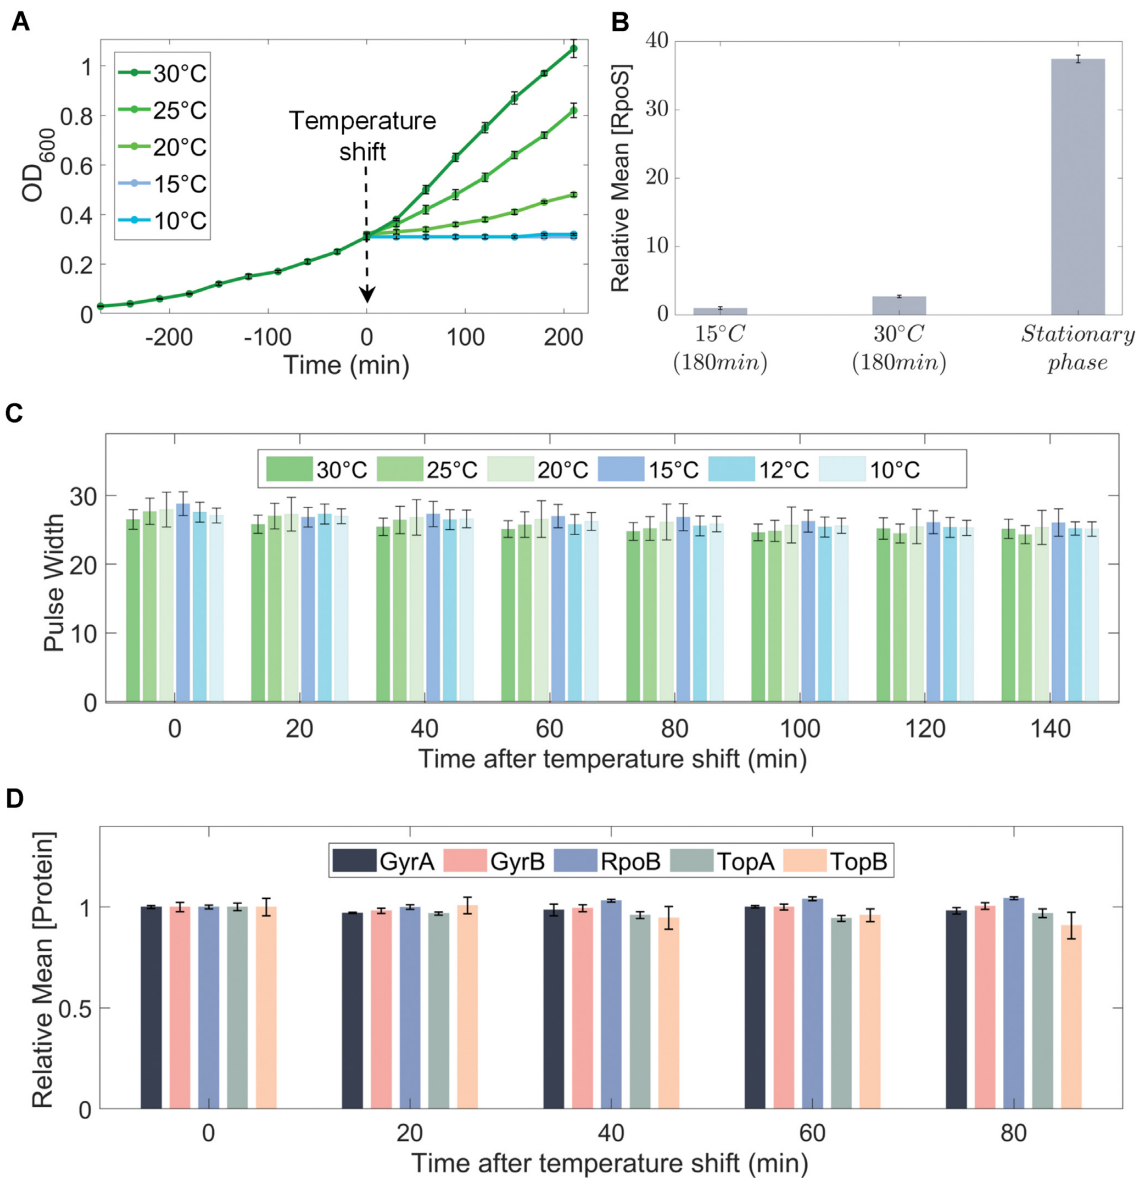 A
30°C
25°C
20°C
15°C
10°C
Temperature
shift
OD600
1
0.8
0.6
0.4
0.2
0
-200
-100
0
100
200
Time (min)
B
Relative Mean [RpoS]
40
30
20
10
0
15°C
(180min)
30°C
(180min)
Stationary
phase
C
30°C 25°C 20°C 15°C 12°C 10°C
Pulse Width
30
20
10
0
0 20 40 60 80 100 120 140
Time after temperature shift (min)
D
GyrA GyrB RpoB TopA TopB
Relative Mean [Protein]
1
0.5
0
0 20 40 60 80
Time after temperature shift (min)